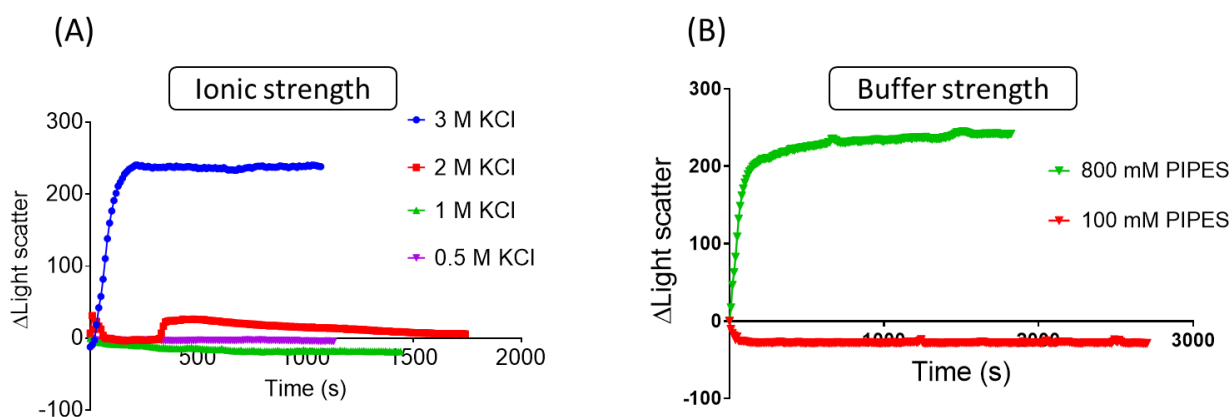 (A)
Ionic strength
300
200
100
0
-100
ΔLight scatter
500
1000
1500
2000
Time (s)
3 M KCl
2 M KCl
1 M KCl
0.5 M KCl
(B)
Buffer strength
300
200
100
0
-100
ΔLight scatter
1000
2000
3000
Time (s)
800 mM PIPES
100 mM PIPES